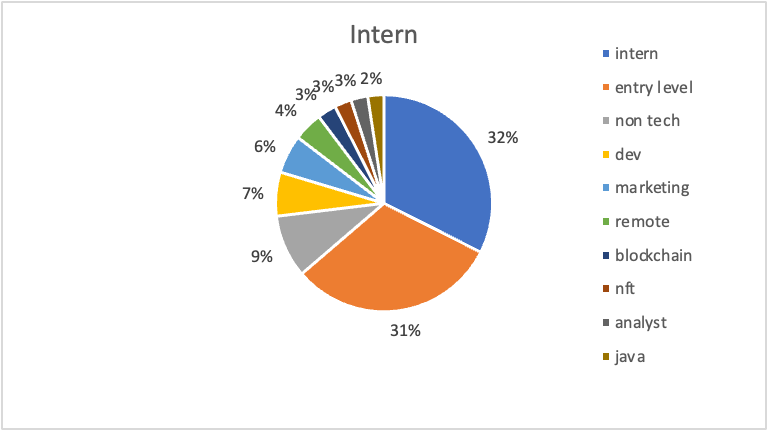 Intern
32%
31%
9%
7%
6%
4%
3%
3%
3%
2%
intern
entry level
non tech
dev
marketing
remote
blockchain
nft
analyst
java